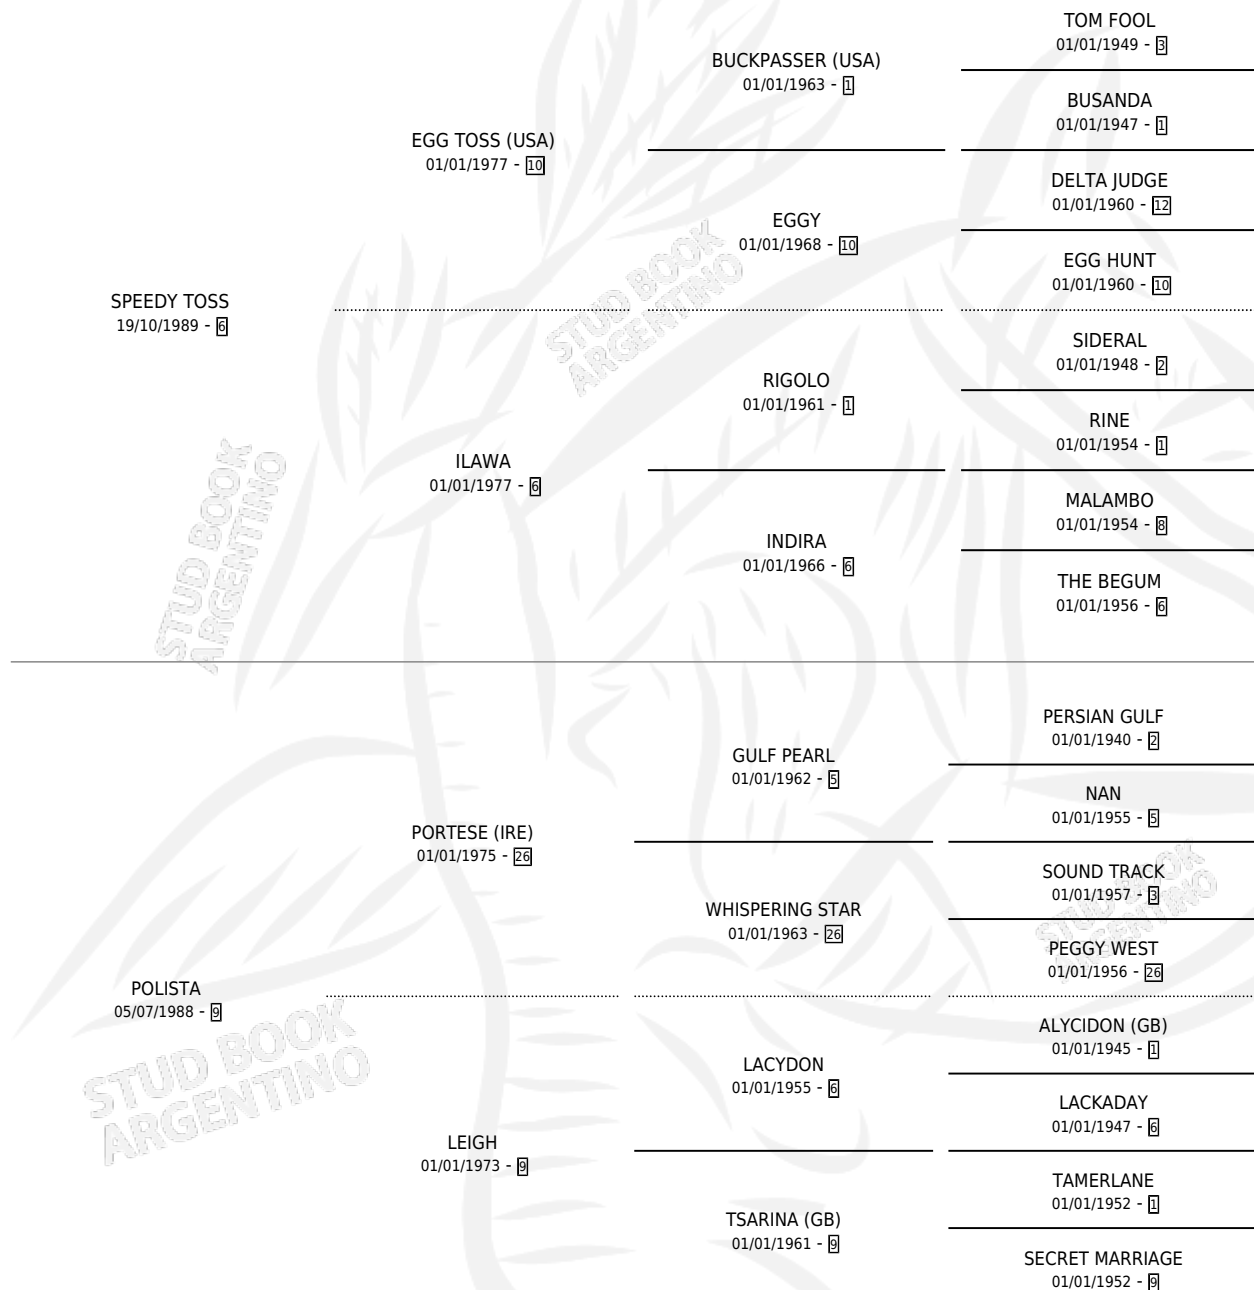 TOM FOOL
01/01/1949 - 3
BUCKPASSER (USA)
01/01/1963 - 1
BUSANDA
01/01/1947 - 1
EGG TOSS (USA)
01/01/1977 - 10
DELTA JUDGE
01/01/1960 - 12
EGGY
01/01/1968 - 10
EGG HUNT
01/01/1960 - 10
SPEEDY TOSS
19/10/1989 - 6
SIDERAL
01/01/1948 - 2
RIGOLO
01/01/1961 - 1
RINE
01/01/1954 - 1
ILAWA
01/01/1977 - 6
MALAMBO
01/01/1954 - 8
INDIRA
01/01/1966 - 6
THE BEGUM
01/01/1956 - 6
PERSIAN GULF
01/01/1940 - 2
GULF PEARL
01/01/1962 - 5
NAN
01/01/1955 - 5
PORTESE (IRE)
01/01/1975 - 26
SOUND TRACK
01/01/1957 - 3
WHISPERING STAR
01/01/1963 - 26
PEGGY WEST
01/01/1956 - 26
POLISTA
05/07/1988 - 9
ALYCIDON (GB)
01/01/1945 - 1
LACYDON
01/01/1955 - 6
LACKADAY
01/01/1947 - 6
LEIGH
01/01/1973 - 9
TAMERLANE
01/01/1952 - 1
TSARINA (GB)
01/01/1961 - 9
SECRET MARRIAGE
01/01/1952 - 9
STUD BOOK
ARGENTINO
STUD BOOK
ARGENTINO
STUD BOOK
ARGENTINO
STUD BOOK
ARGENTINO